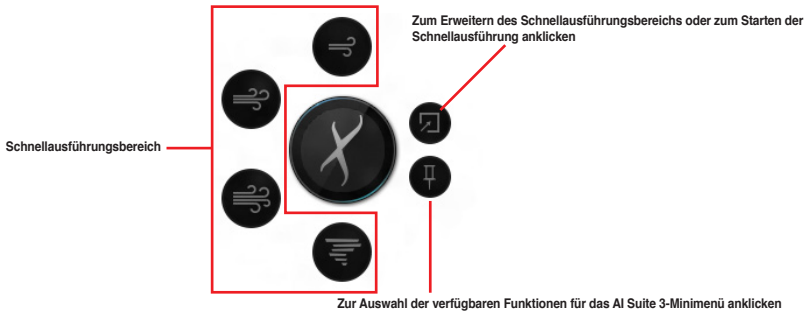 Zum Erweitern des Schnellausführungsbereichs oder zum Starten der
Schnellausführung anklicken
Schnellausführungsbereich
Zur Auswahl der verfügbaren Funktionen für das AI Suite 3-Minimenü anklicken